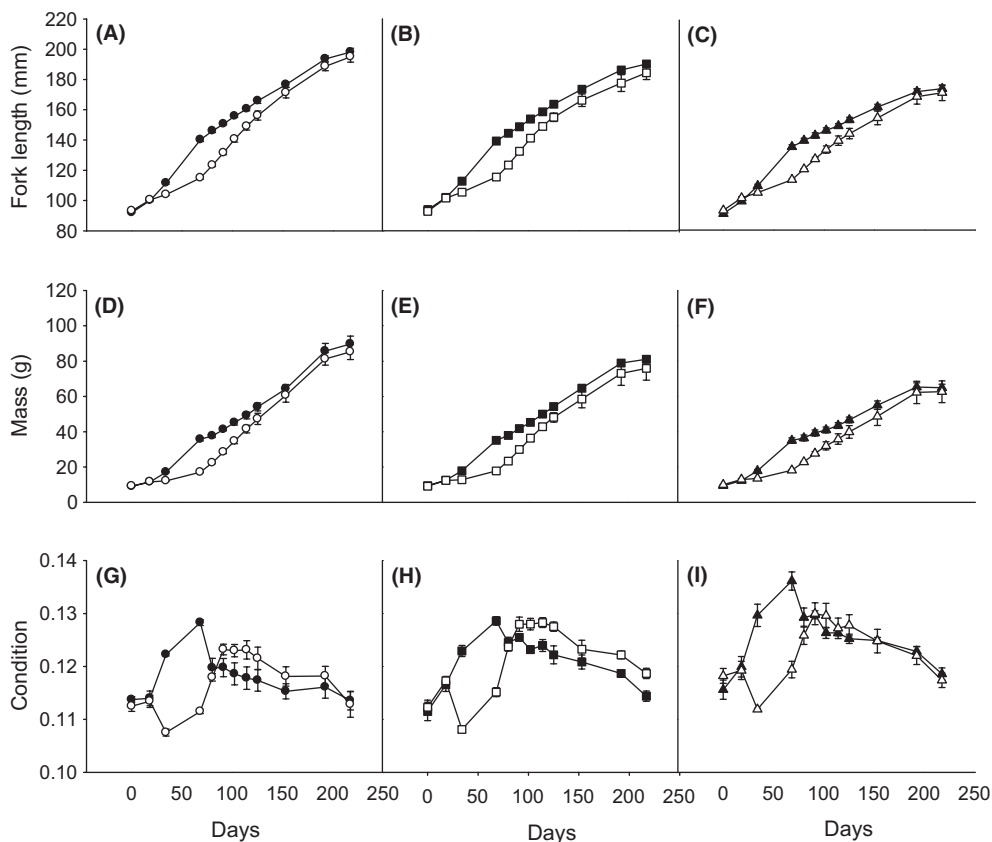 (A) (B) (C)
Fork length (mm)
220
200
180
160
140
120
100
80
(D) (E) (F)
Mass (g)
120
100
80
60
40
20
0
(G) (H) (I)
Condition
0.14
0.13
0.12
0.11
0.10
0 50 100 150 200 250 0 50 100 150 200 250 0 50 100 150 200 250
Days Days Days